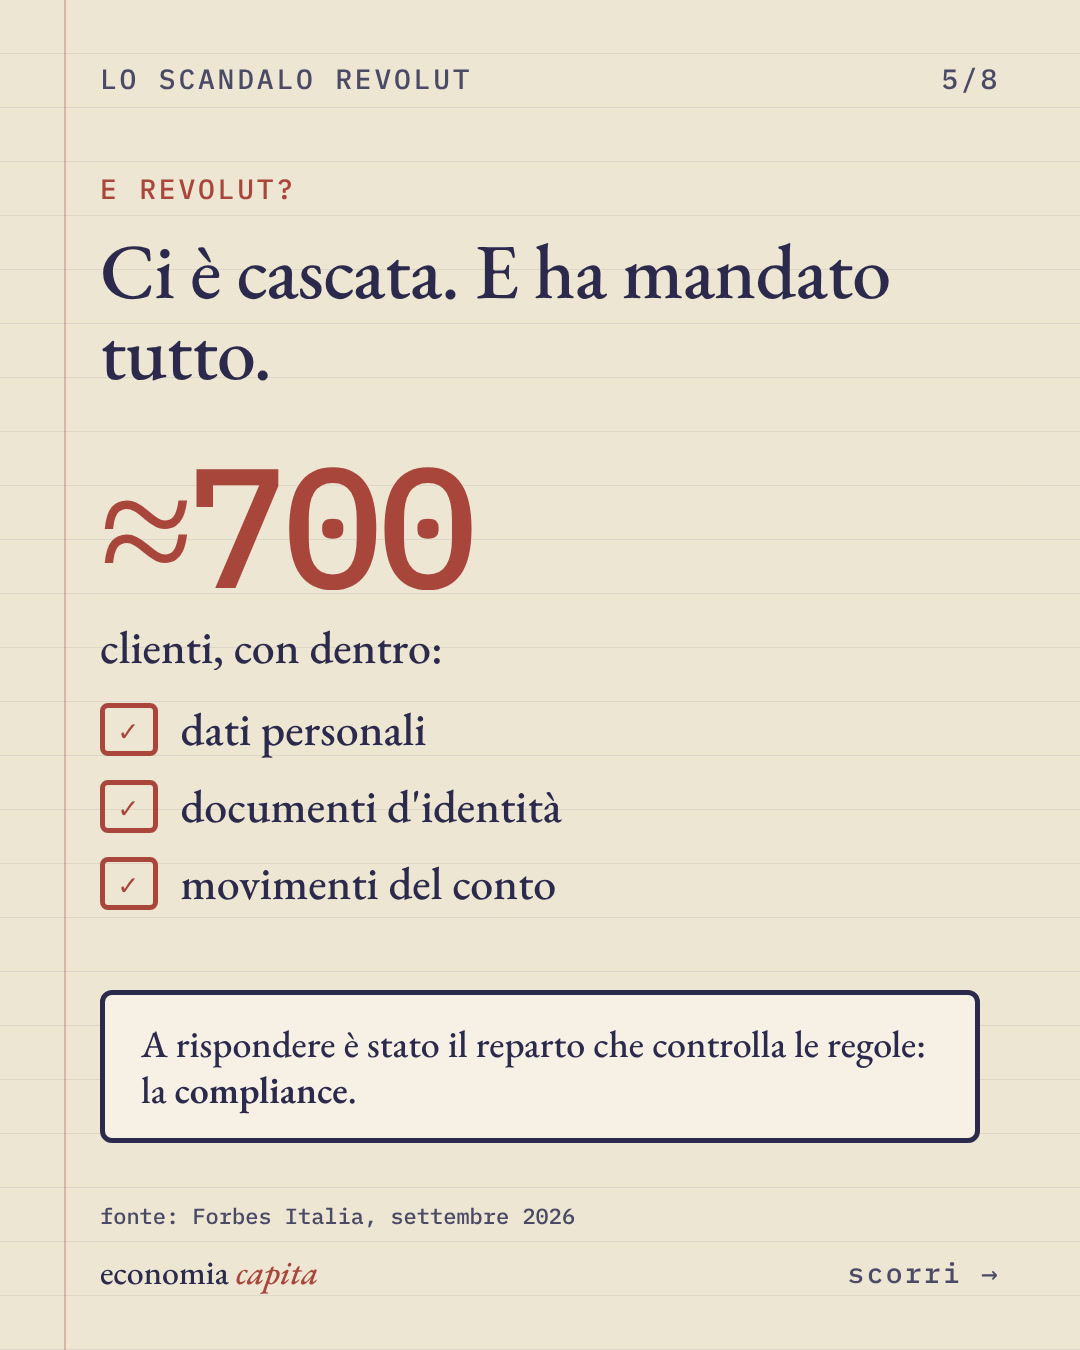 LO SCANDALO REVOLUT 5/8
E REVOLUT?
Ci è cascata. E ha mandato
tutto.
≈700
clienti, con dentro:
✓ dati personali
✓ documenti d'identità
✓ movimenti del conto
A rispondere è stato il reparto che controlla le regole:
la compliance.
fonte: Forbes Italia, settembre 2026
economia capita scorri →